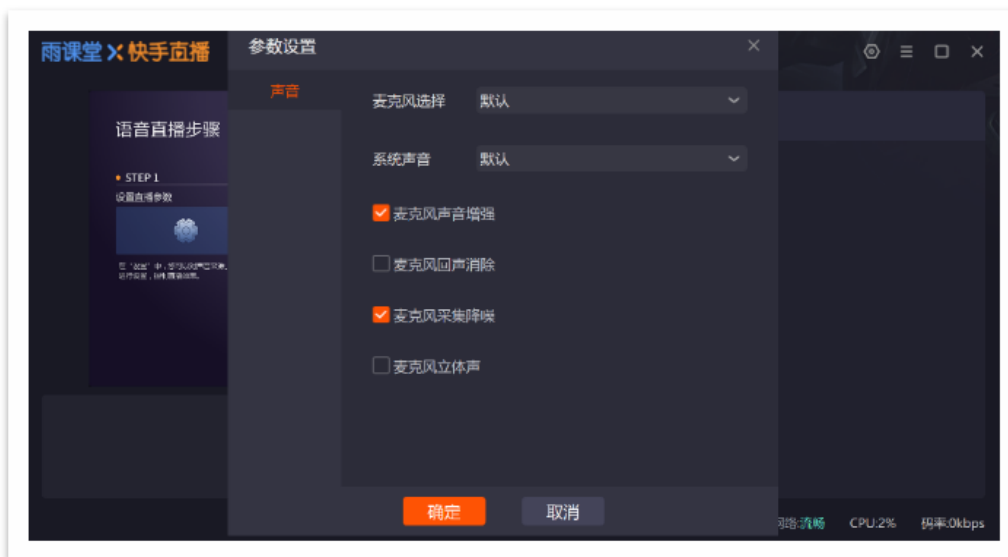 雨课堂×快手直播
参数设置
声音
麦克风选择 默认
系统声音 默认
麦克风声音增强
麦克风回声消除
麦克风采集降噪
麦克风立体声
确定 取消
语音直播步骤
STEP 1
设置直播参数
网络:流畅 CPU:2% 码率:0kbps